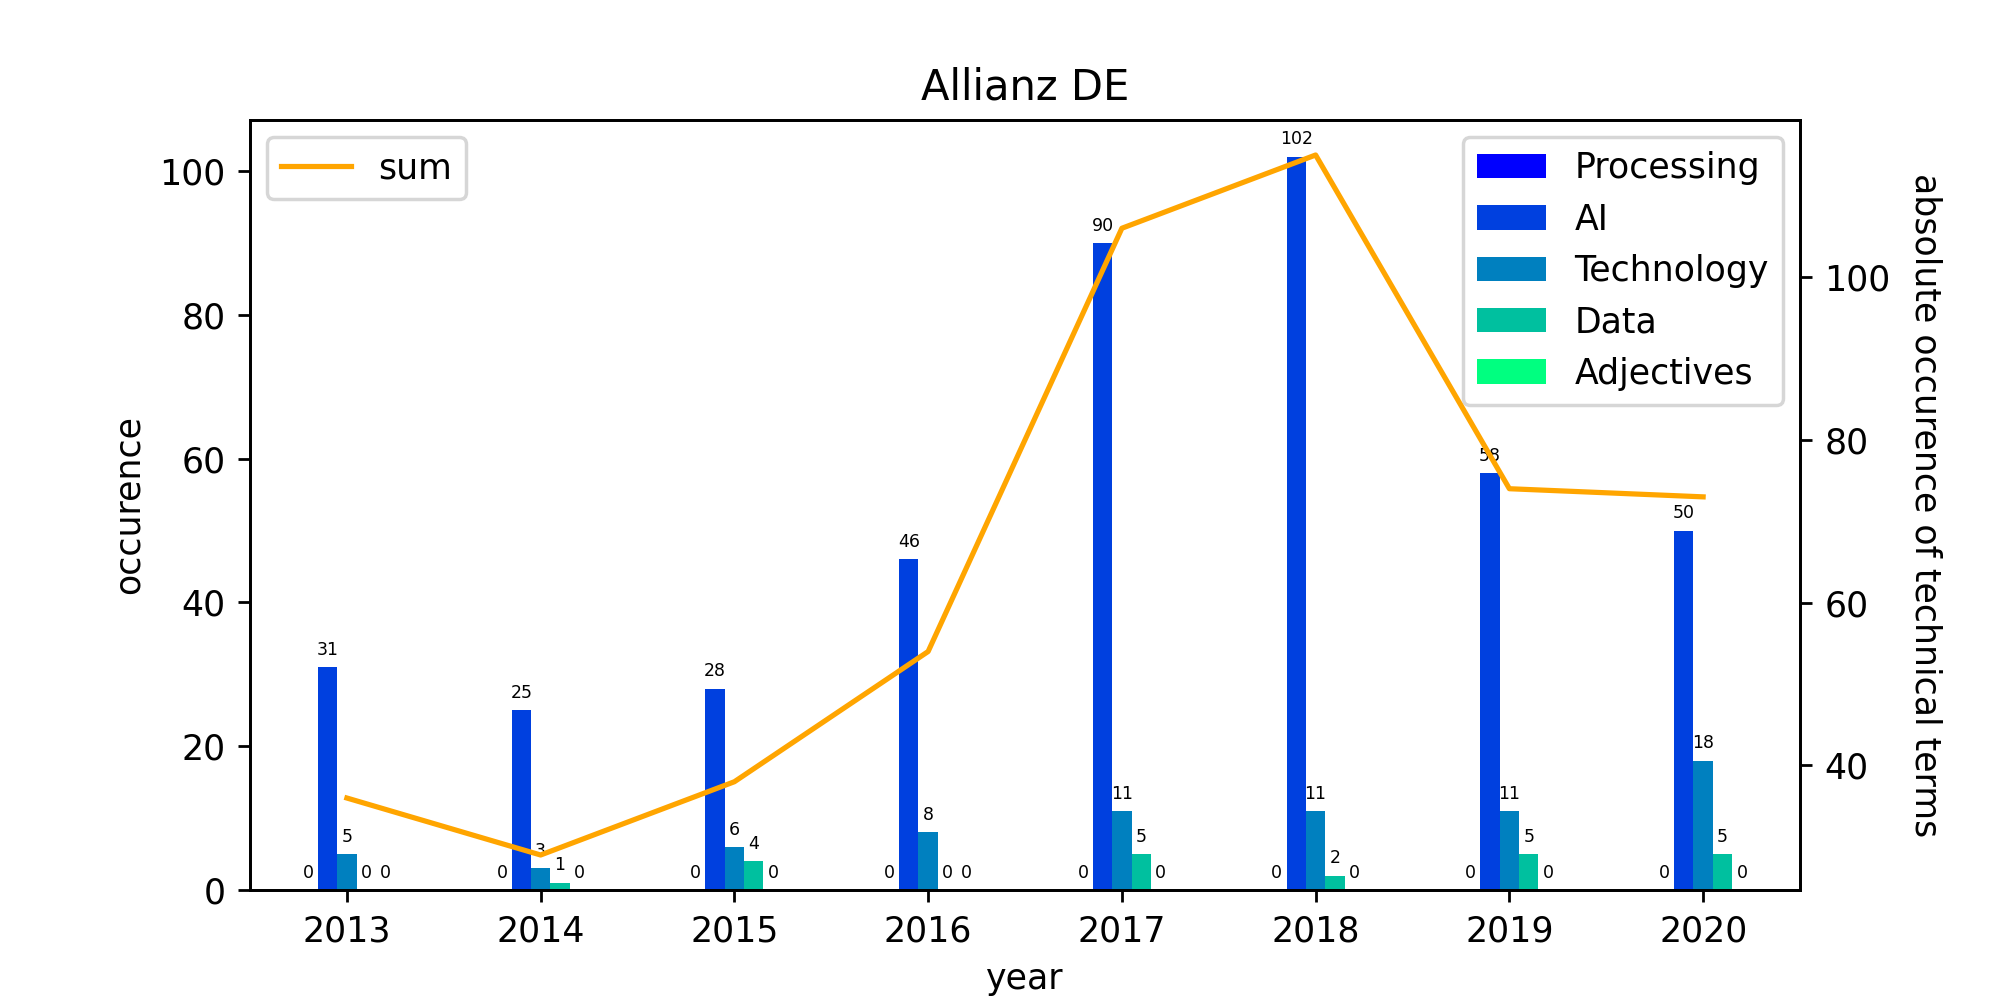 Allianz DE
sum
Processing
AI
Technology
Data
Adjectives
occurence
100
80
60
40
20
0
absolute occurence of technical terms
100
80
60
40
0 31 5 0 0
0 25 3 1 0
0 28 6 4 0
0 46 8 0 0
0 90 11 5 0
0 102 11 2 0
0 58 11 5 0
0 50 18 5 0
2013 2014 2015 2016 2017 2018 2019 2020
year